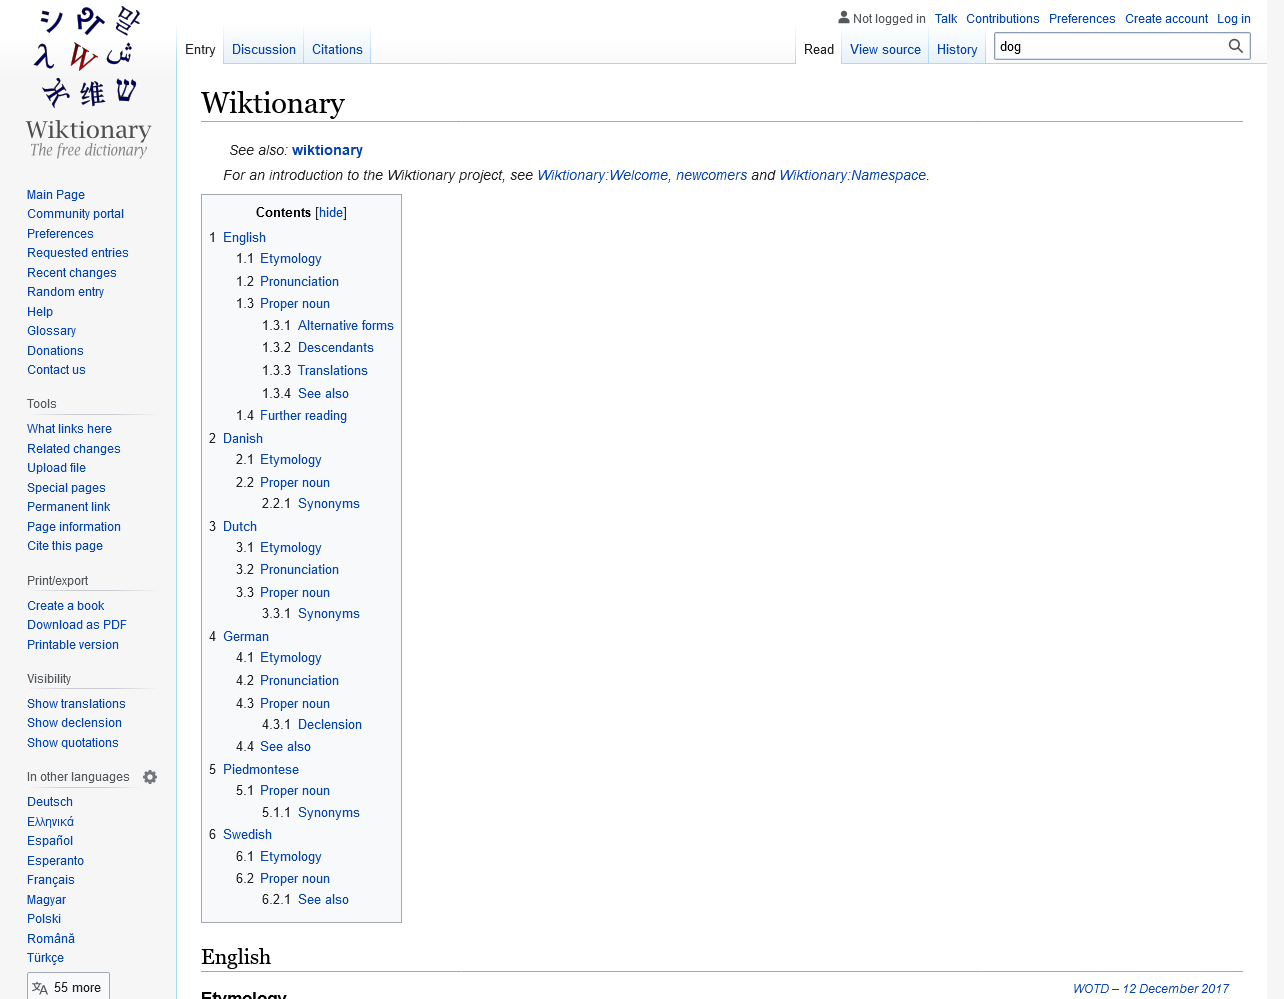 シ
위
말
λ
W
ش
维
ש
Wiktionary
The free dictionary
Not logged in Talk Contributions Preferences Create account Log in
Entry Discussion Citations Read View source History dog
Wiktionary
See also: wiktionary
For an introduction to the Wiktionary project, see Wiktionary:Welcome, newcomers and Wiktionary:Namespace.
Main Page
Community portal
Preferences
Requested entries
Recent changes
Random entry
Help
Glossary
Donations
Contact us
Tools
What links here
Related changes
Upload file
Special pages
Permanent link
Page information
Cite this page
Print/export
Create a book
Download as PDF
Printable version
Visibility
Show translations
Show declension
Show quotations
In other languages
Deutsch
Ελληνικά
Español
Esperanto
Français
Magyar
Polski
Română
Türkçe
55 more
Contents [hide]
1 English
1.1 Etymology
1.2 Pronunciation
1.3 Proper noun
1.3.1 Alternative forms
1.3.2 Descendants
1.3.3 Translations
1.3.4 See also
1.4 Further reading
2 Danish
2.1 Etymology
2.2 Proper noun
2.2.1 Synonyms
3 Dutch
3.1 Etymology
3.2 Pronunciation
3.3 Proper noun
3.3.1 Synonyms
4 German
4.1 Etymology
4.2 Pronunciation
4.3 Proper noun
4.3.1 Declension
4.4 See also
5 Piedmontese
5.1 Proper noun
5.1.1 Synonyms
6 Swedish
6.1 Etymology
6.2 Proper noun
6.2.1 See also
English
WOTD – 12 December 2017
Etymology